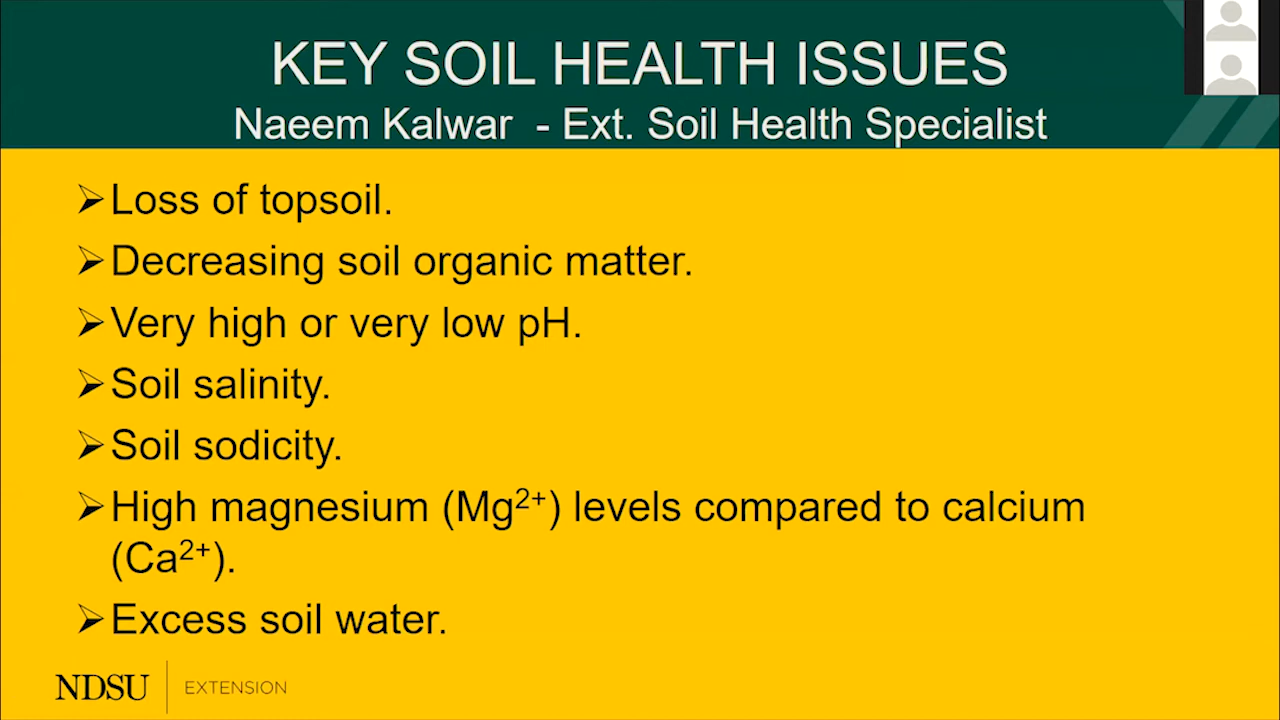 KEY SOIL HEALTH ISSUES
Naeem Kalwar - Ext. Soil Health Specialist
➢Loss of topsoil.
➢Decreasing soil organic matter.
➢Very high or very low pH.
➢Soil salinity.
➢Soil sodicity.
➢High magnesium (Mg²⁺) levels compared to calcium
(Ca²⁺).
➢Excess soil water.
NDSU EXTENSION